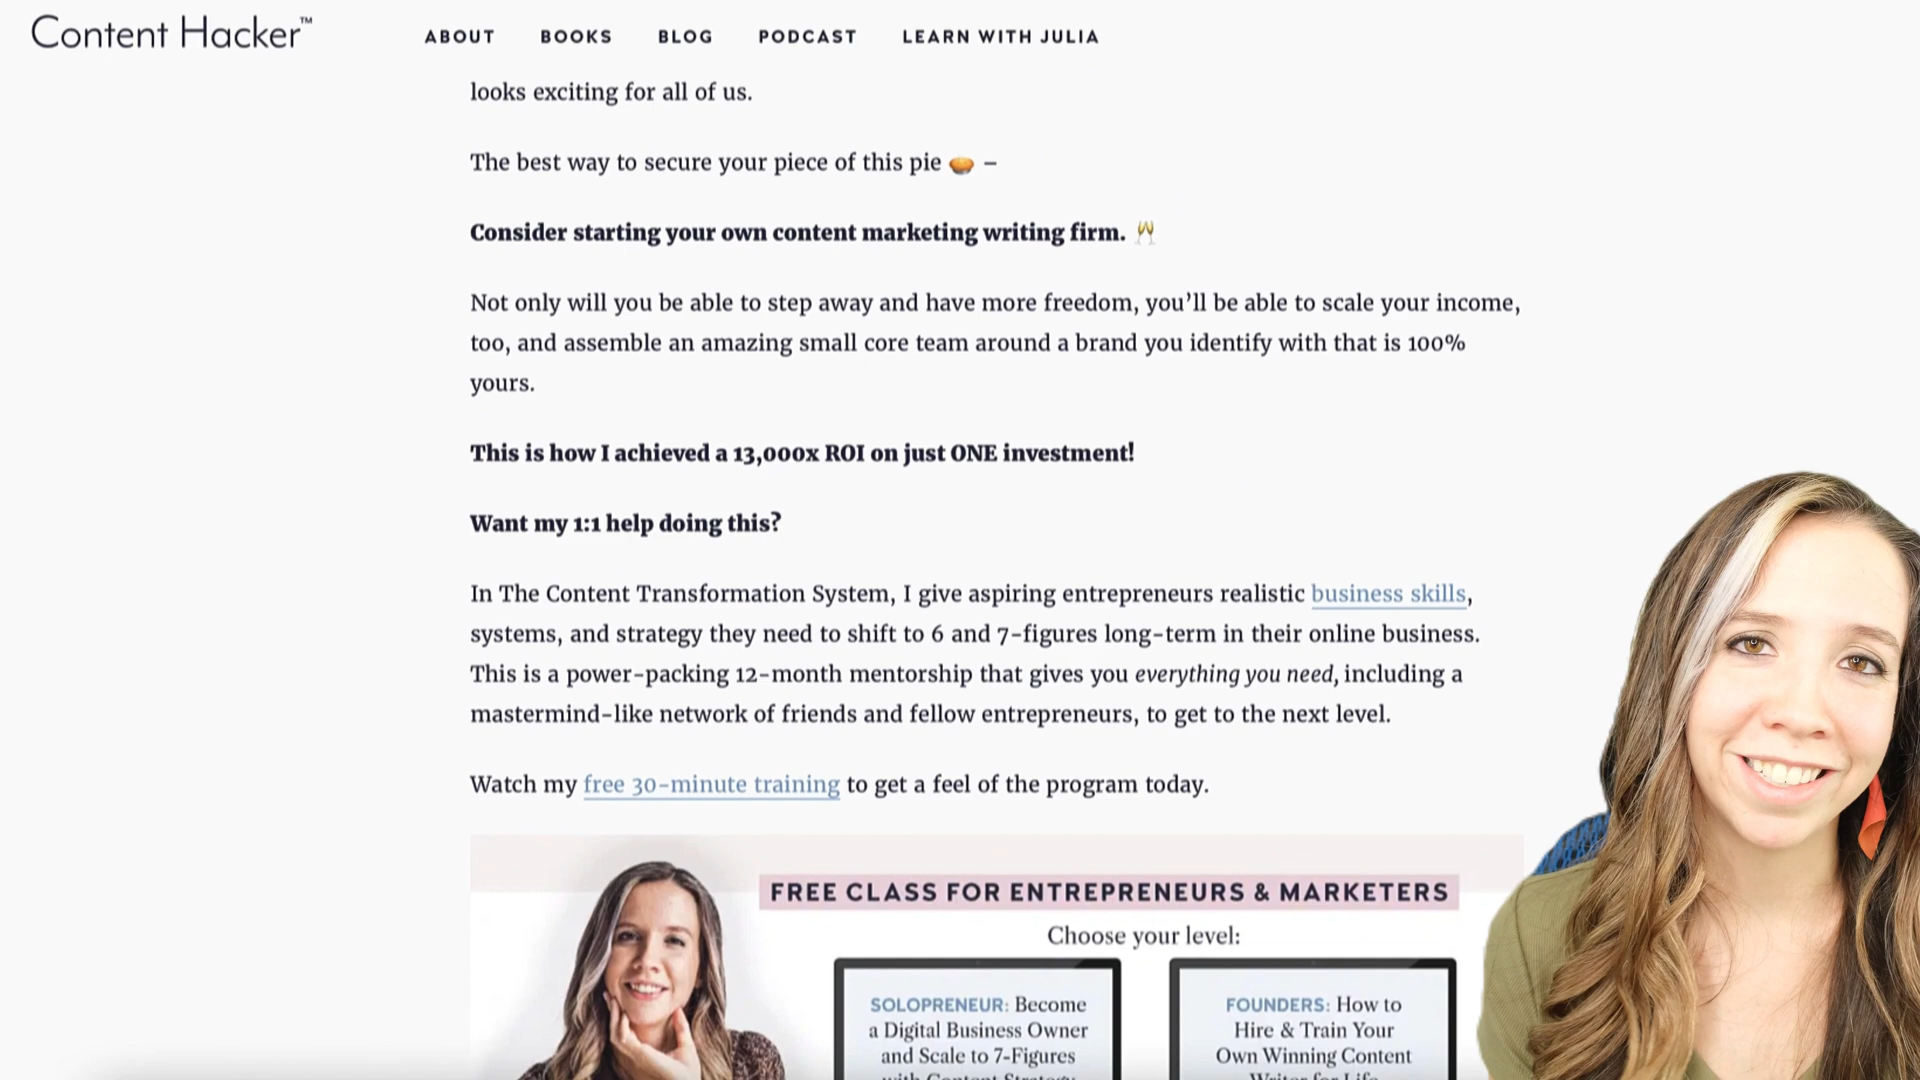 Content Hacker™
ABOUT BOOKS BLOG PODCAST LEARN WITH JULIA
looks exciting for all of us.
The best way to secure your piece of this pie 🥧 –
Consider starting your own content marketing writing firm. 🥂
Not only will you be able to step away and have more freedom, you’ll be able to scale your income,
too, and assemble an amazing small core team around a brand you identify with that is 100%
yours.
This is how I achieved a 13,000x ROI on just ONE investment!
Want my 1:1 help doing this?
In The Content Transformation System, I give aspiring entrepreneurs realistic business skills,
systems, and strategy they need to shift to 6 and 7-figures long-term in their online business.
This is a power-packing 12-month mentorship that gives you everything you need, including a
mastermind-like network of friends and fellow entrepreneurs, to get to the next level.
Watch my free 30-minute training to get a feel of the program today.
FREE CLASS FOR ENTREPRENEURS & MARKETERS
Choose your level:
SOLOPRENEUR: Become
a Digital Business Owner
and Scale to 7-Figures
with Content Strategy
FOUNDERS: How to
Hire & Train Your
Own Winning Content
Writer for Life